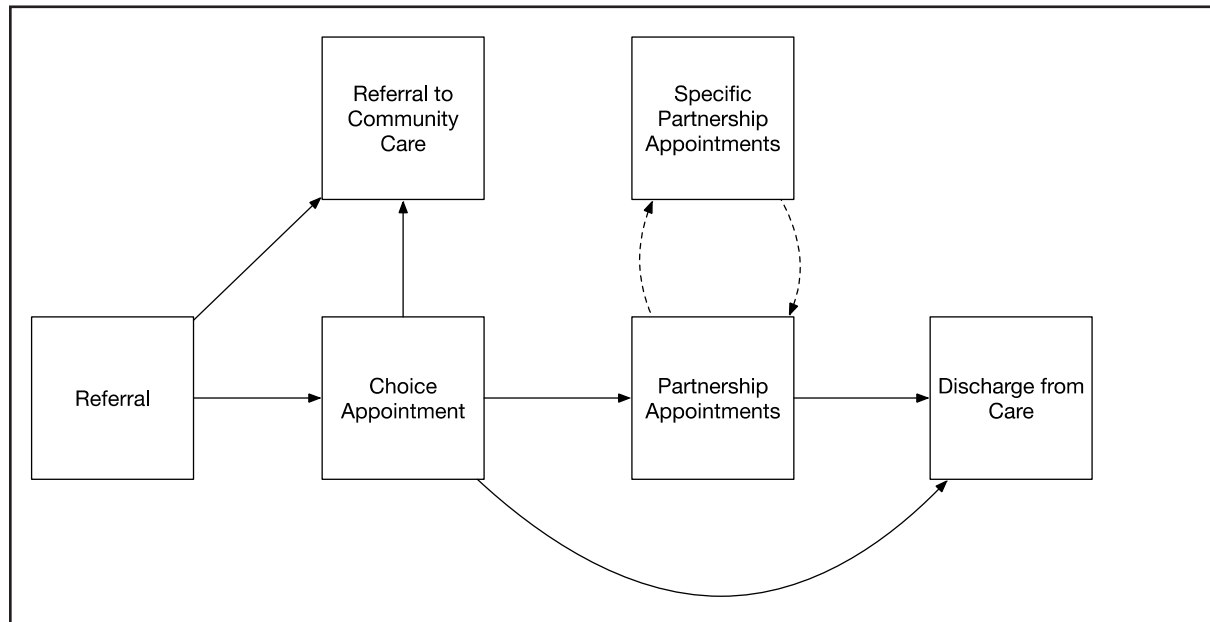 Referral to
Community
Care
Specific
Partnership
Appointments
Referral
Choice
Appointment
Partnership
Appointments
Discharge from
Care